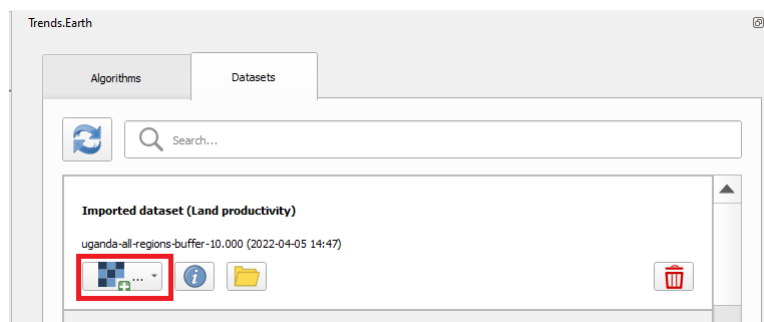 Trends.Earth
Algorithms
Datasets
Search...
Imported dataset (Land productivity)
uganda-all-regions-buffer-10.000 (2022-04-05 14:47)
...